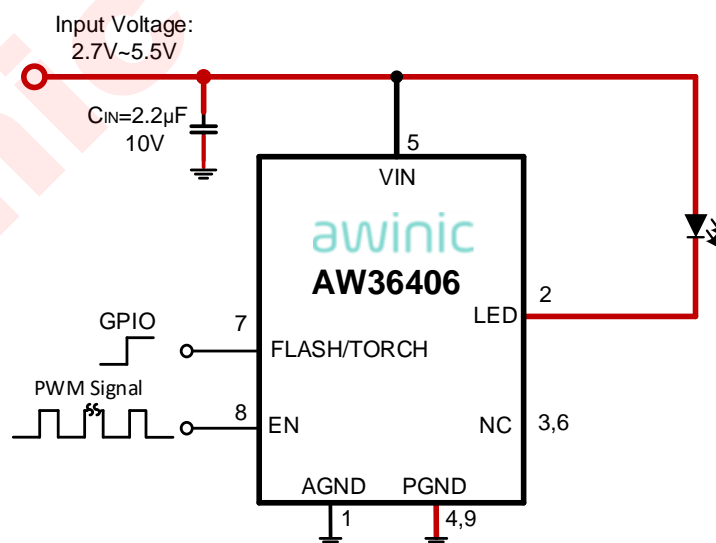 Input Voltage:
2.7V~5.5V
CIN=2.2µF
10V
5
VIN
awinic
AW36406
2
LED
GPIO
7
FLASH/TORCH
PWM Signal
8
EN
NC
3,6
AGND
PGND
1
4,9